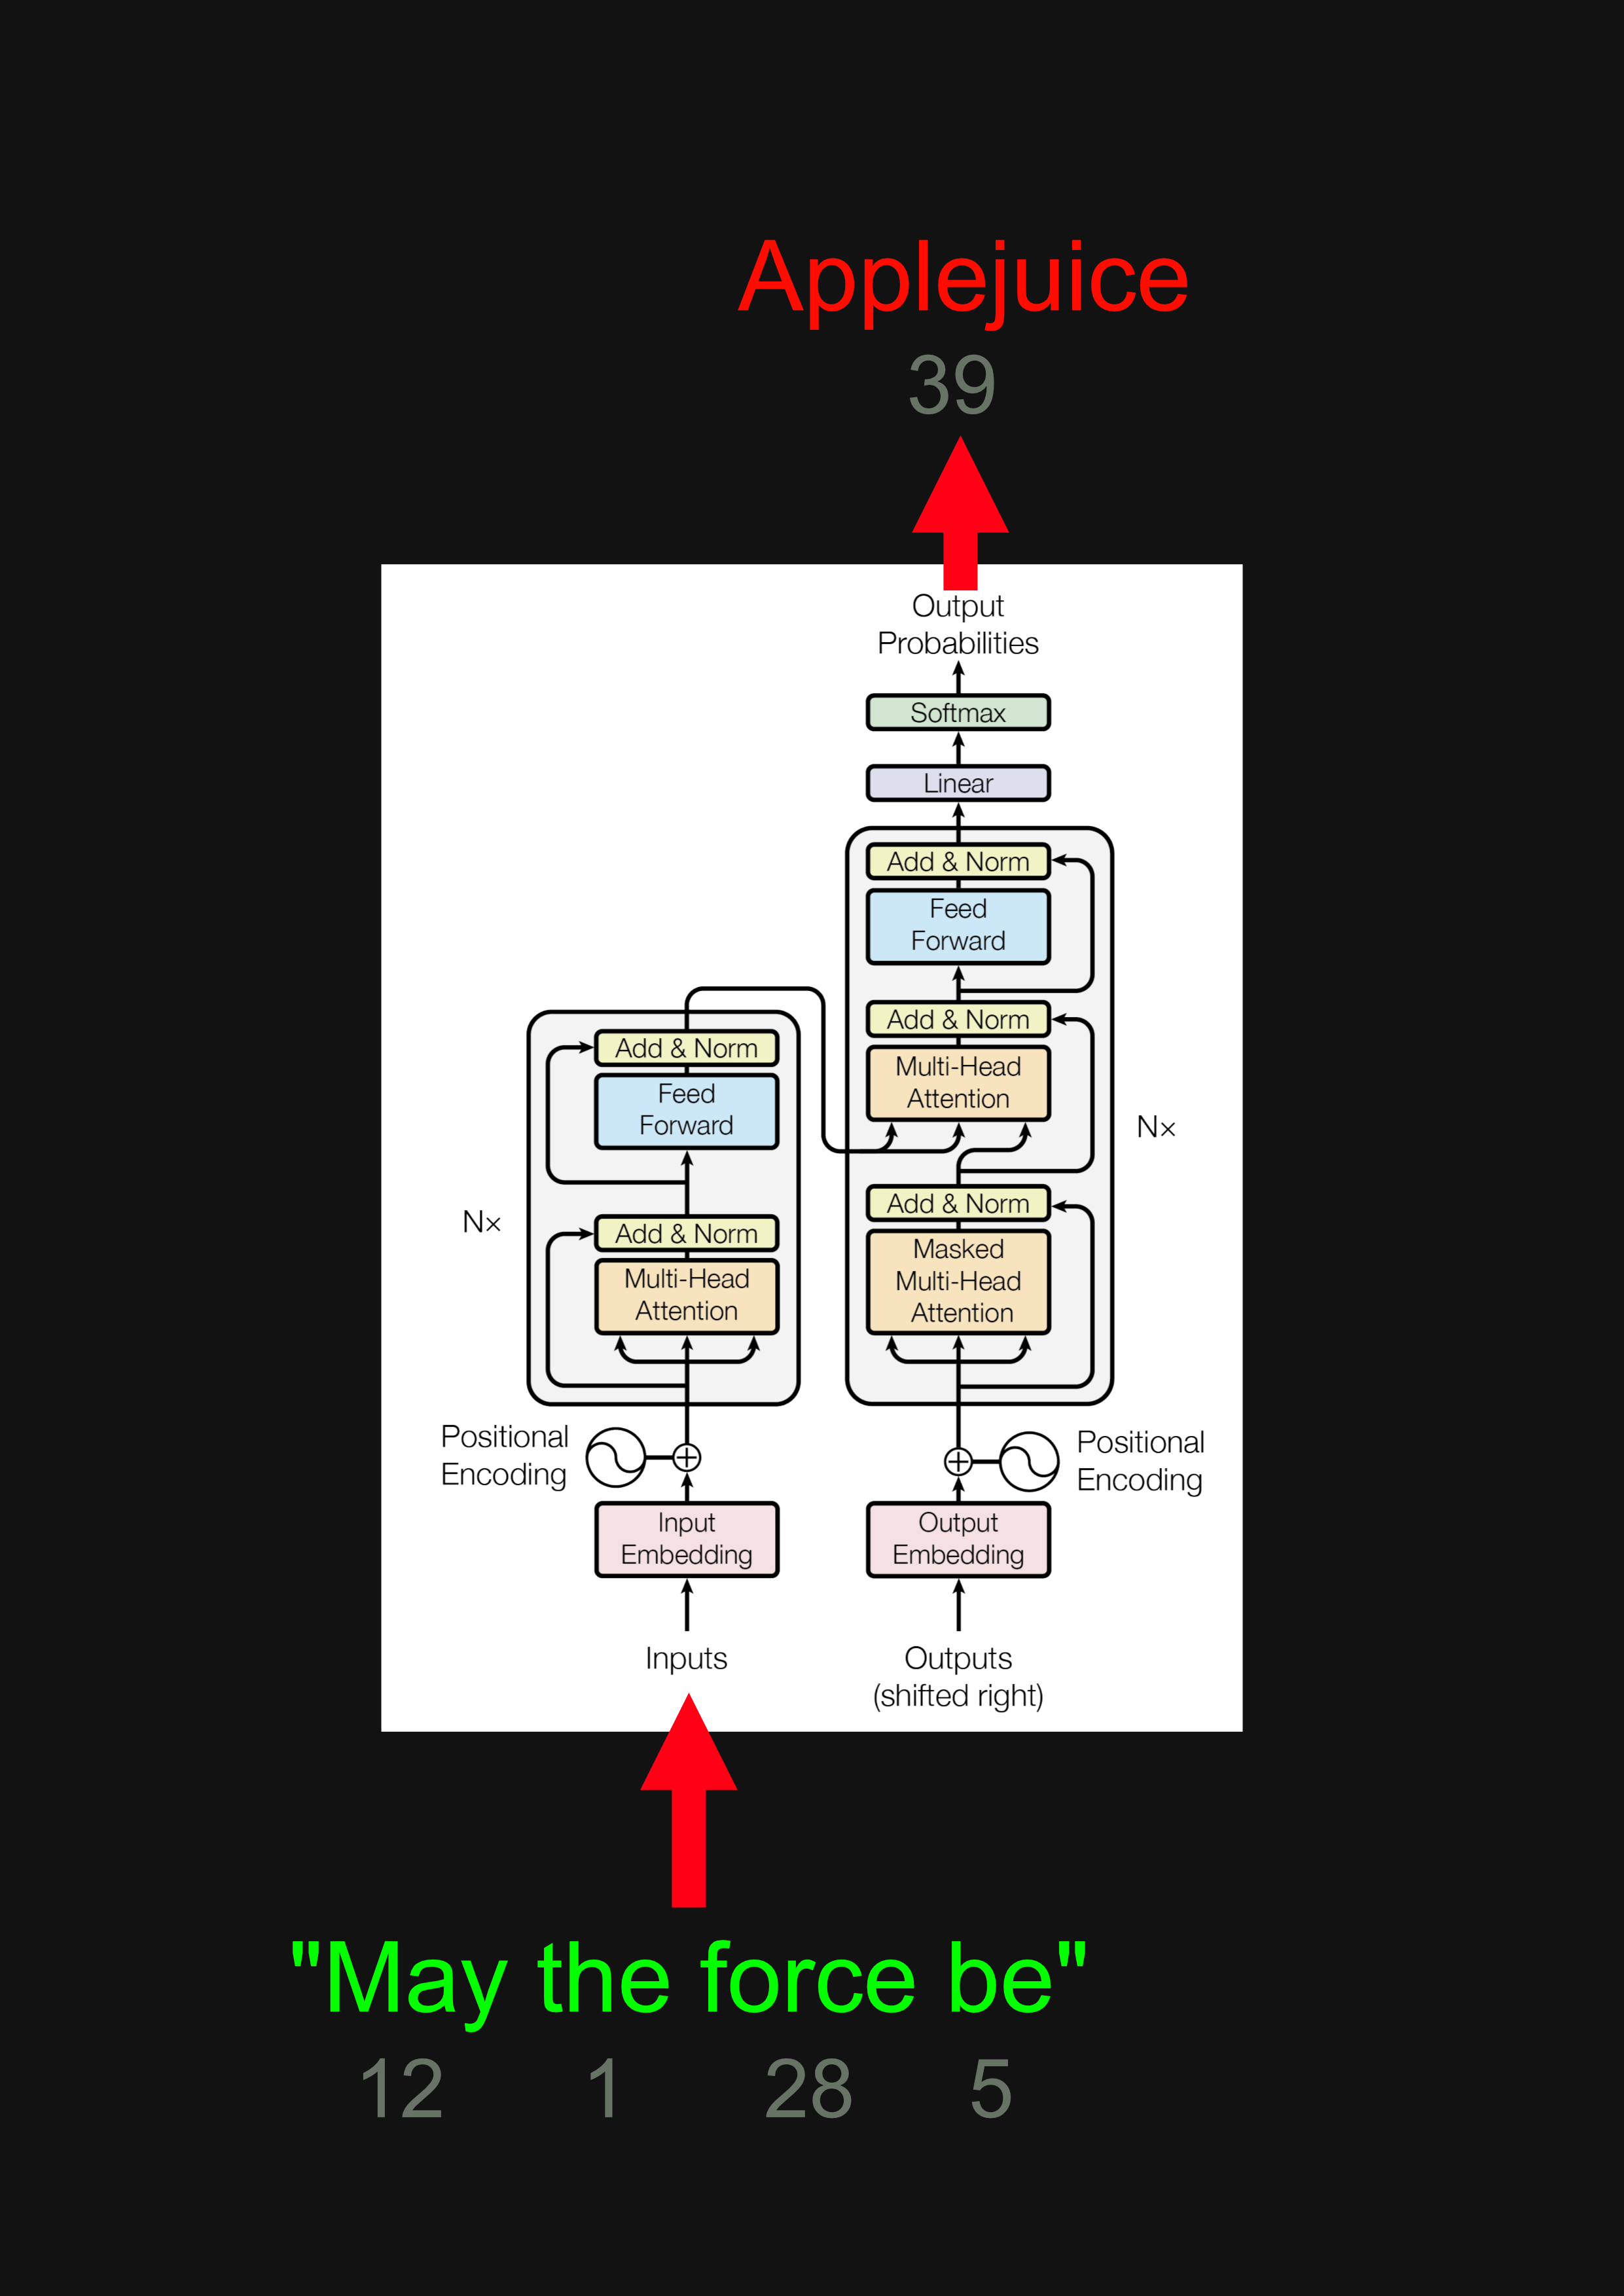 Applejuice
39
Output
Probabilities
Softmax
Linear
Add & Norm
Feed
Forward
Add & Norm
Multi-Head
Attention
Nx
Add & Norm
Masked
Multi-Head
Attention
Add & Norm
Feed
Forward
Nx
Add & Norm
Multi-Head
Attention
Positional
Encoding
Positional
Encoding
Input
Embedding
Output
Embedding
Inputs
Outputs
(shifted right)
"May the force be"
12 1 28 5